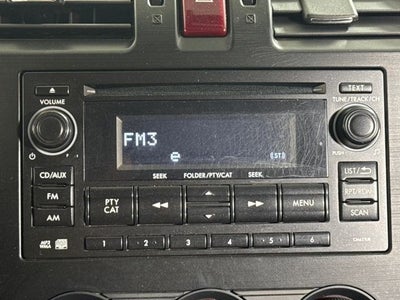 VOLUME
TEXT
TUNE/TRACK/CH
FM3
ST
PUSH
CD/AUX
SEEK FOLDER/PTY/CAT SEEK
LIST/
FM
PTY CAT
MENU
RPT/RDM
AM
SCAN
1 2 3 4 5 6